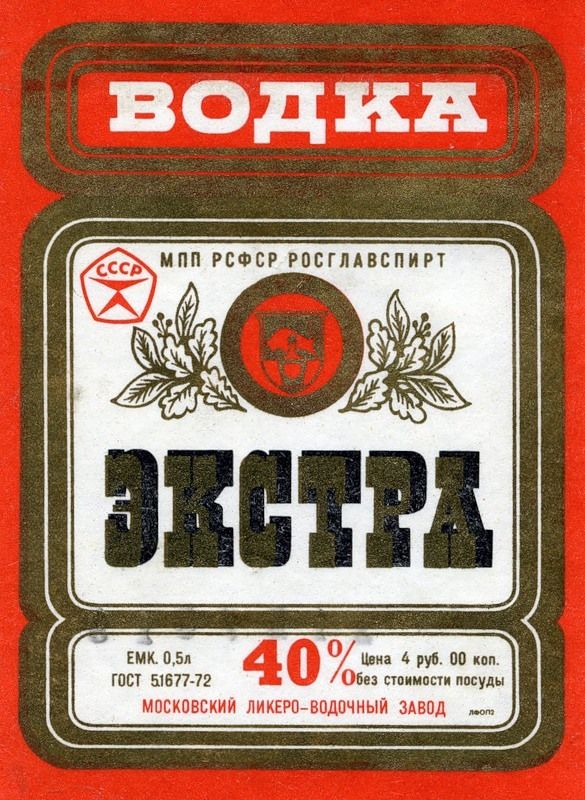 ВОДКА
СССР
МПП РСФСР РОСГЛАВСПИРТ
ЭКСТРА
ЕМК. 0,5л
ГОСТ 5.1677-72
40%
Цена 4 руб. 00 коп.
без стоимости посуды
МОСКОВСКИЙ ЛИКЕРО-ВОДОЧНЫЙ ЗАВОД
ЛФОП2